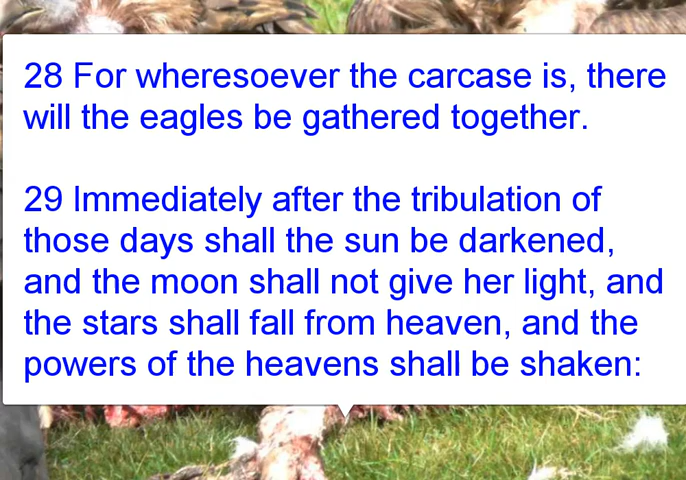 28 For wheresoever the carcase is, there
will the eagles be gathered together.
29 Immediately after the tribulation of
those days shall the sun be darkened,
and the moon shall not give her light, and
the stars shall fall from heaven, and the
powers of the heavens shall be shaken: